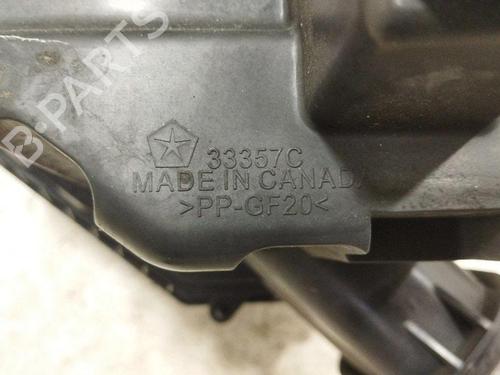 B-PARTS
33357C
MADE IN CANADA
>PP-GF20<